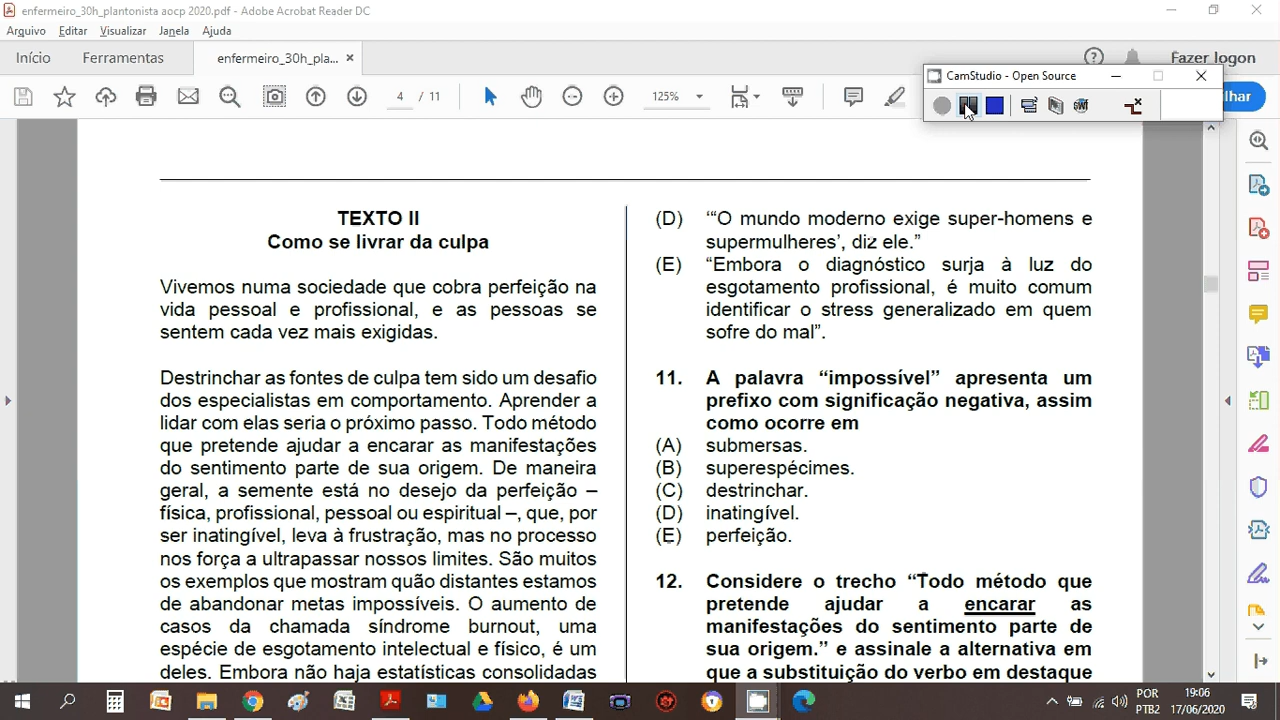 enfermeiro_30h_plantonista aocp 2020.pdf - Adobe Acrobat Reader DC
Arquivo Editar Visualizar Janela Ajuda
Início Ferramentas enfermeiro_30h_pla... × Fazer logon
CamStudio - Open Source
4 / 11 125%
lhar
TEXTO II
Como se livrar da culpa
Vivemos numa sociedade que cobra perfeição na
vida pessoal e profissional, e as pessoas se
sentem cada vez mais exigidas.
Destrinchar as fontes de culpa tem sido um desafio
dos especialistas em comportamento. Aprender a
lidar com elas seria o próximo passo. Todo método
que pretende ajudar a encarar as manifestações
do sentimento parte de sua origem. De maneira
geral, a semente está no desejo da perfeição –
física, profissional, pessoal ou espiritual –, que, por
ser inatingível, leva à frustração, mas no processo
nos força a ultrapassar nossos limites. São muitos
os exemplos que mostram quão distantes estamos
de abandonar metas impossíveis. O aumento de
casos da chamada síndrome burnout, uma
espécie de esgotamento intelectual e físico, é um
deles. Embora não haja estatísticas consolidadas
(D) “‘O mundo moderno exige super-homens e
supermulheres’, diz ele.”
(E) “Embora o diagnóstico surja à luz do
esgotamento profissional, é muito comum
identificar o stress generalizado em quem
sofre do mal”.
11. A palavra “impossível” apresenta um
prefixo com significação negativa, assim
como ocorre em
(A) submersas.
(B) superespécimes.
(C) destrinchar.
(D) inatingível.
(E) perfeição.
12. Considere o trecho “Todo método que
pretende ajudar a encarar as
manifestações do sentimento parte de
sua origem.” e assinale a alternativa em
que a substituição do verbo em destaque
POR 19:06
PTB2 17/06/2020